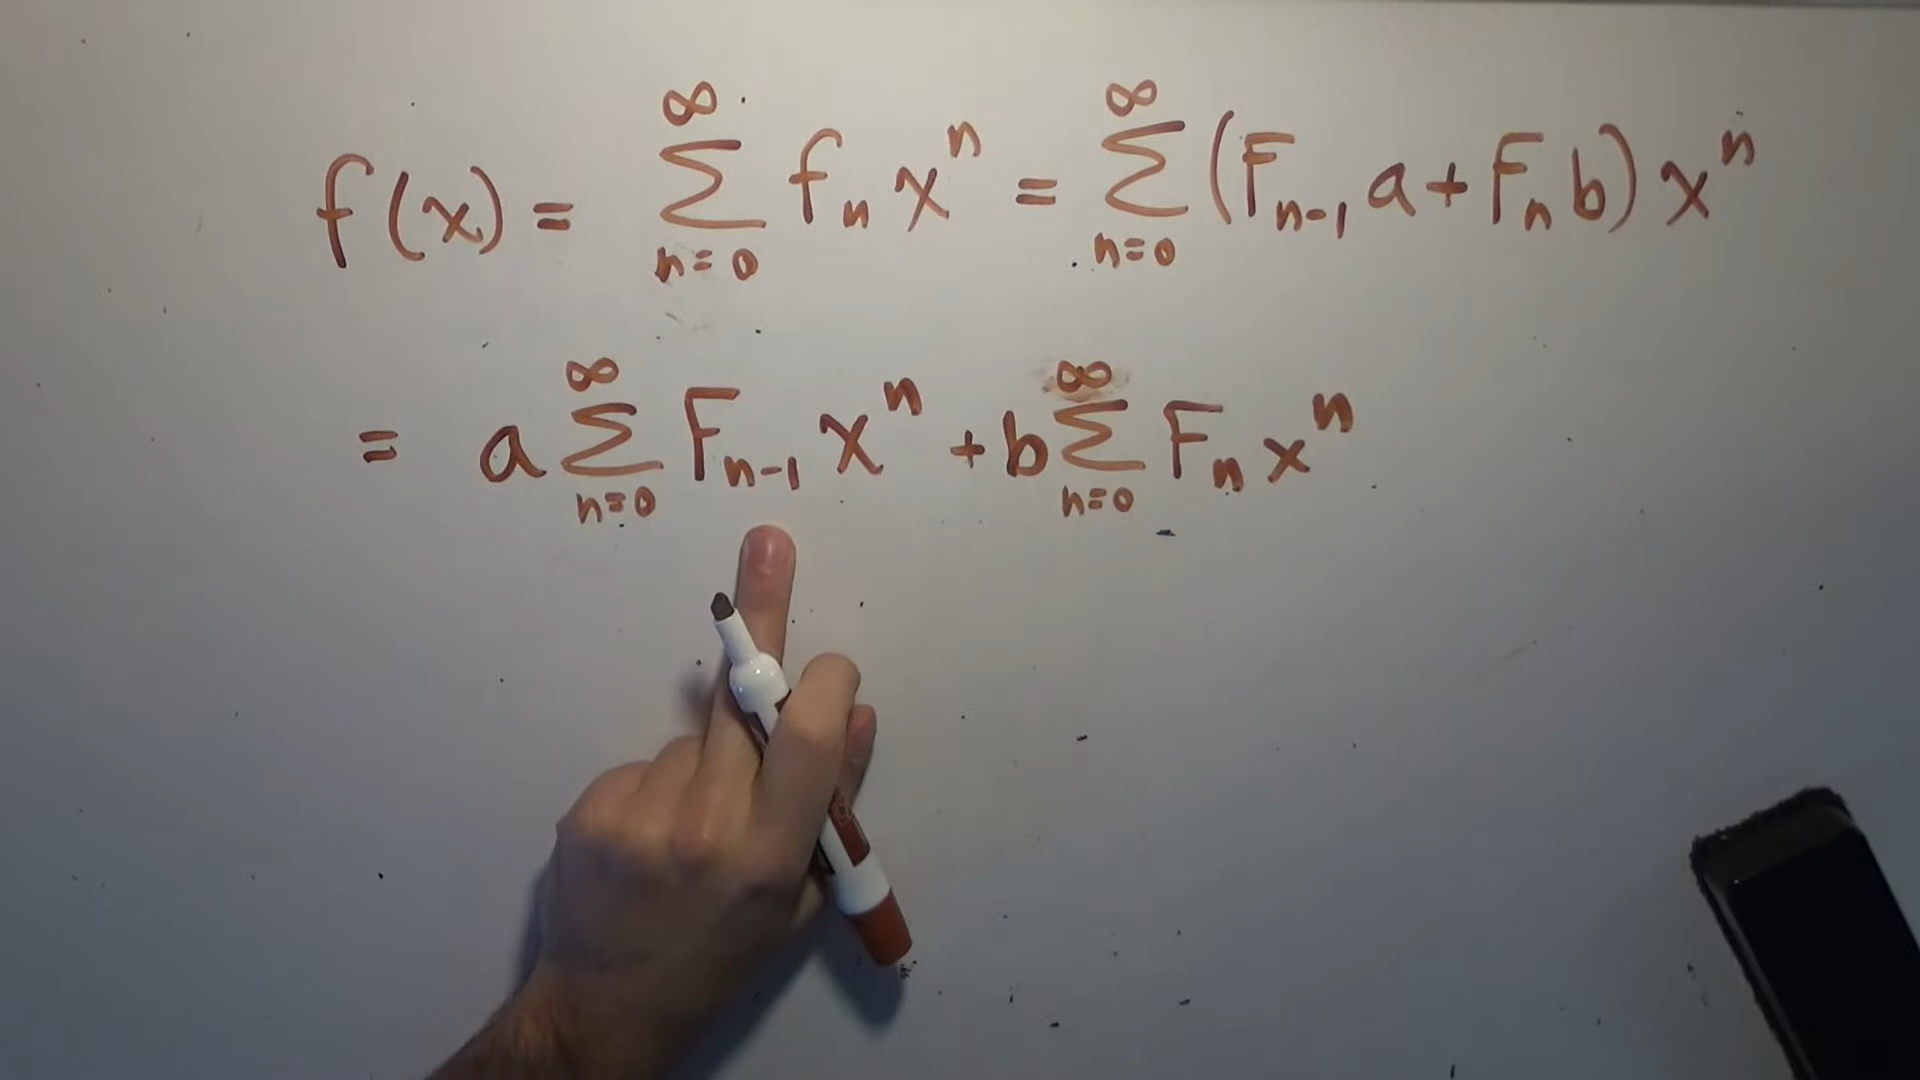 f(x) = ∑_{n=0}^{∞} f_n x^n = ∑_{n=0}^{∞} (F_{n-1} a + F_n b) x^n
= a ∑_{n=0}^{∞} F_{n-1} x^n + b ∑_{n=0}^{∞} F_n x^n